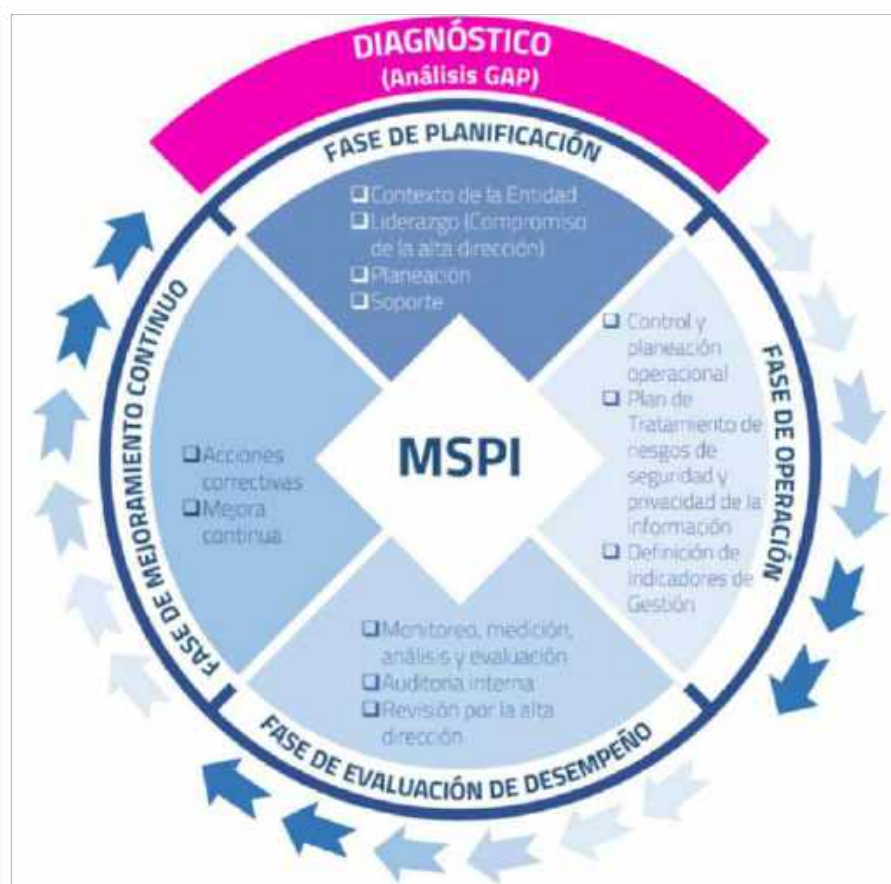 DIAGNÓSTICO
(Análisis GAP)
FASE DE PLANIFICACIÓN
❑Contexto de la Entidad
❑Liderazgo (Compromiso
de la alta dirección)
❑Planeación
❑Soporte
❑ Control y
planeación
operacional
❑ Plan de
Tratamiento de
riesgos de
seguridad y
privacidad de la
información
❑ Definición de
Indicadores de
Gestión
FASE DE OPERACIÓN
MSPI
❑Monitoreo, medición,
análisis y evaluación
❑Auditoria interna
❑Revisión por la alta
dirección
FASE DE EVALUACIÓN DE DESEMPEÑO
❑Acciones
correctivas
❑Mejora
continua
FASE DE MEJORAMIENTO CONTINUO